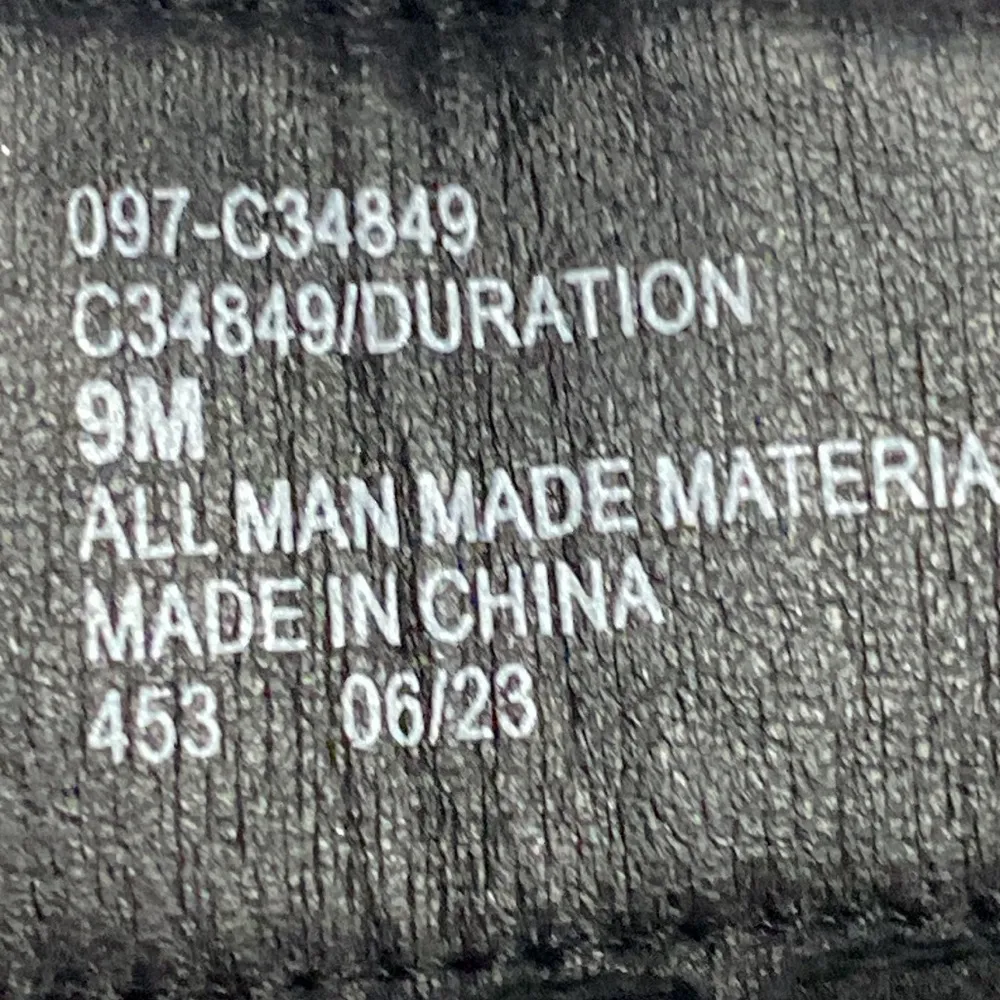 097-C34849
C34849/DURATION
9M
ALL MAN MADE MATERIA
MADE IN CHINA
453 06/23